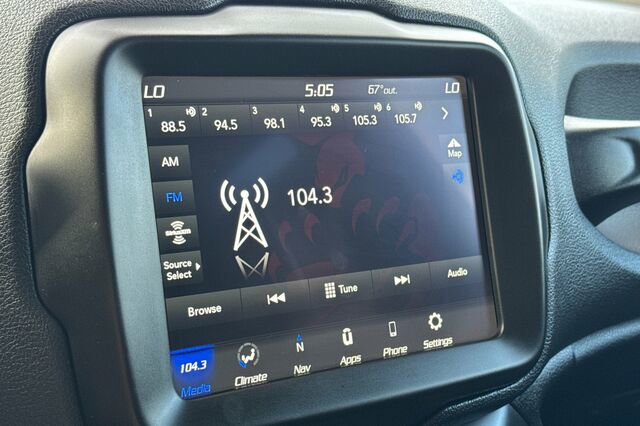 LO 5:05 67°out. LO
1 2 3 4 5 6
88.5 94.5 98.1 95.3 105.3 105.7
AM
Map
FM
104.3
SiriusXM
Source
Select
Browse Tune Audio
104.3
Media
Climate
N
Nav
Apps
Phone
Settings